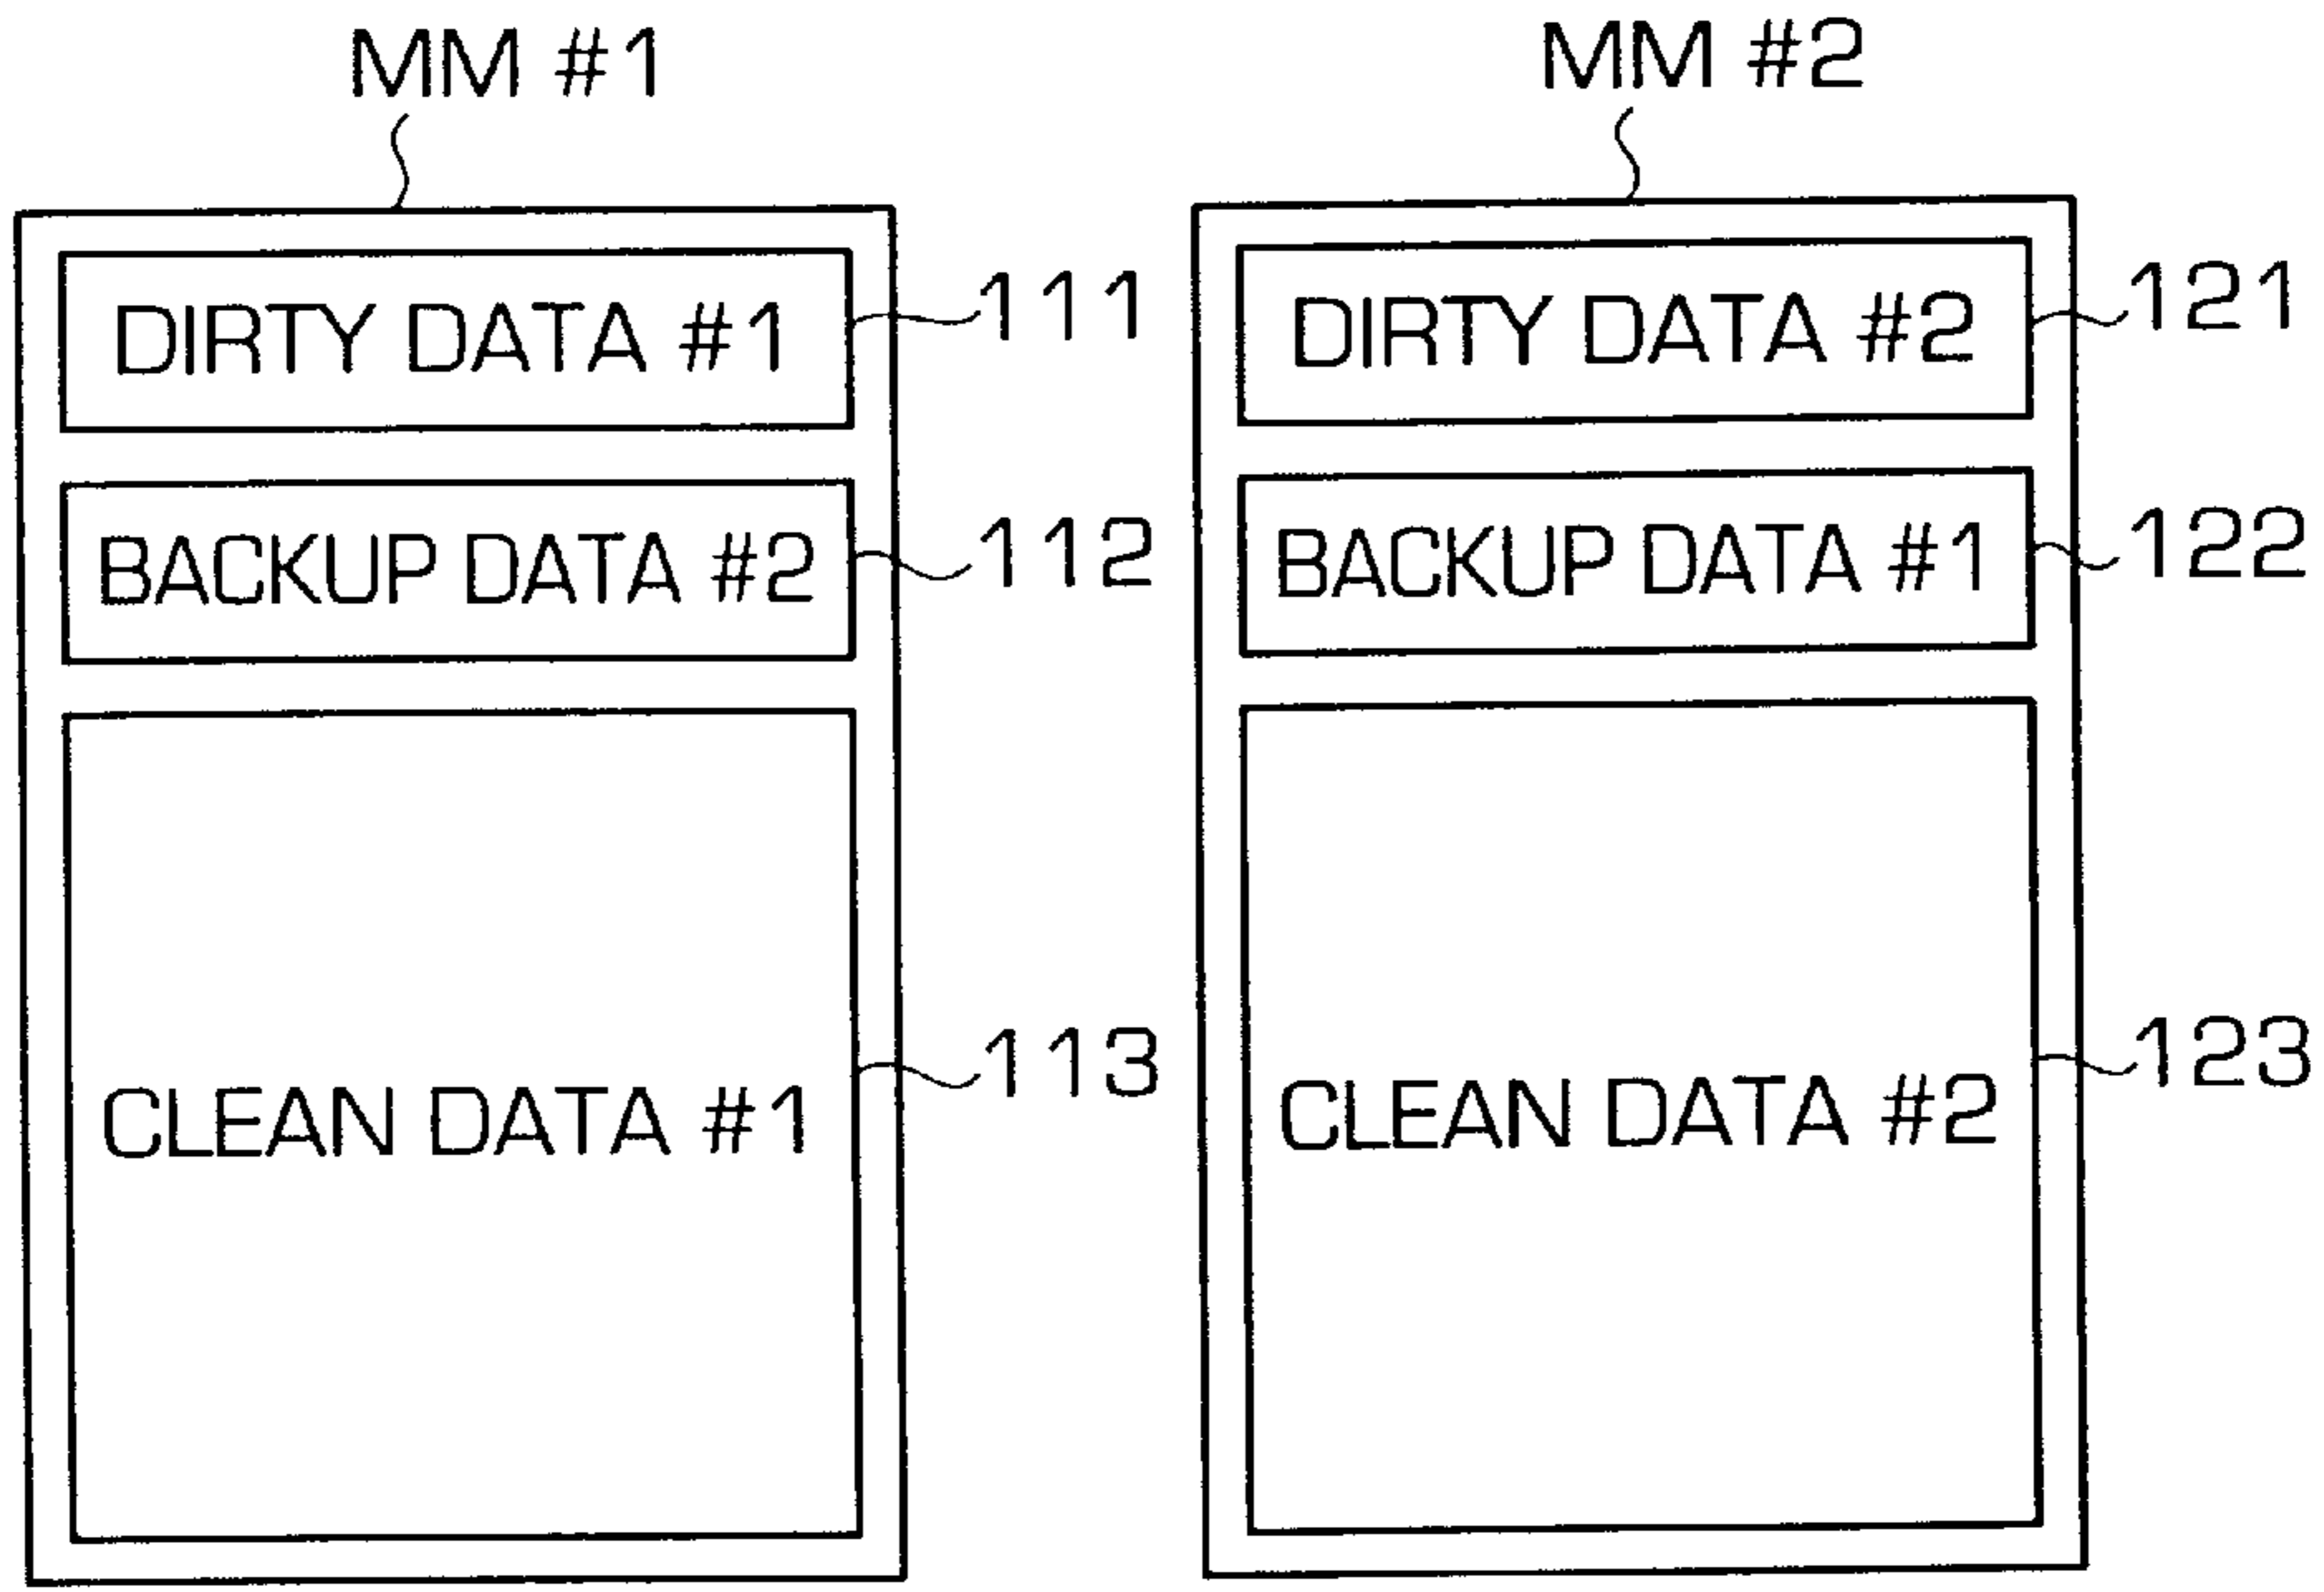 MM #1
DIRTY DATA #1
111
BACKUP DATA #2
112
CLEAN DATA #1
113
MM #2
DIRTY DATA #2
121
BACKUP DATA #1
122
CLEAN DATA #2
123